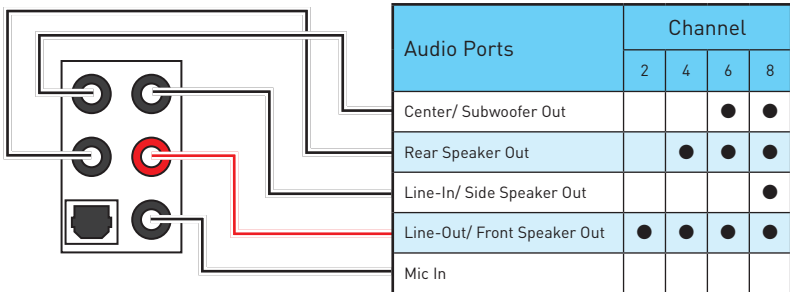 Audio Ports
Channel
2 4 6 8
Center/ Subwoofer Out ● ●
Rear Speaker Out ● ● ●
Line-In/ Side Speaker Out ●
Line-Out/ Front Speaker Out ● ● ● ●
Mic In